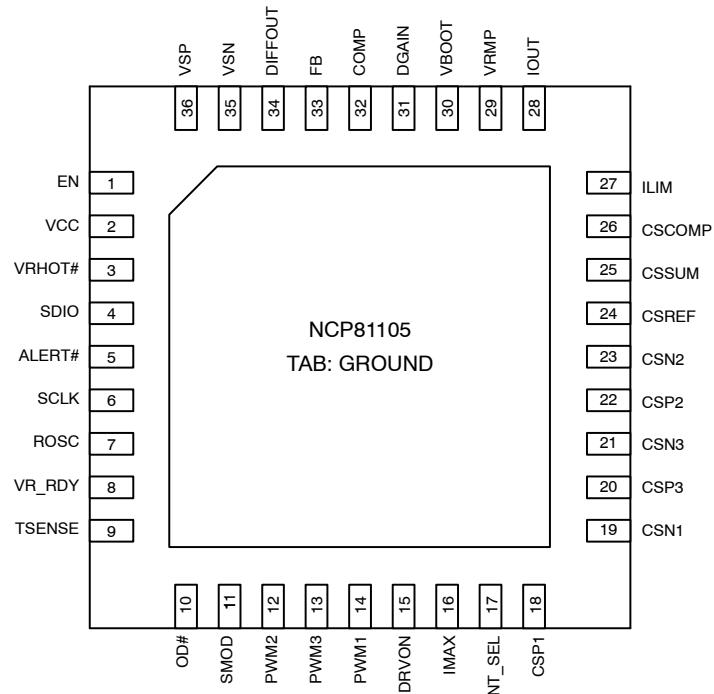 VSP
VSN
DIFFOUT
FB
COMP
DGAIN
VBOOT
VRMP
IOUT
36
35
34
33
32
31
30
29
28
EN 1
VCC 2
VRHOT# 3
SDIO 4
ALERT# 5
SCLK 6
ROSC 7
VR_RDY 8
TSENSE 9
NCP81105
TAB: GROUND
27 ILIM
26 CSCOMP
25 CSSUM
24 CSREF
23 CSN2
22 CSP2
21 CSN3
20 CSP3
19 CSN1
10
11
12
13
14
15
16
17
18
OD#
SMOD
PWM2
PWM3
PWM1
DRVON
IMAX
NT_SEL
CSP1